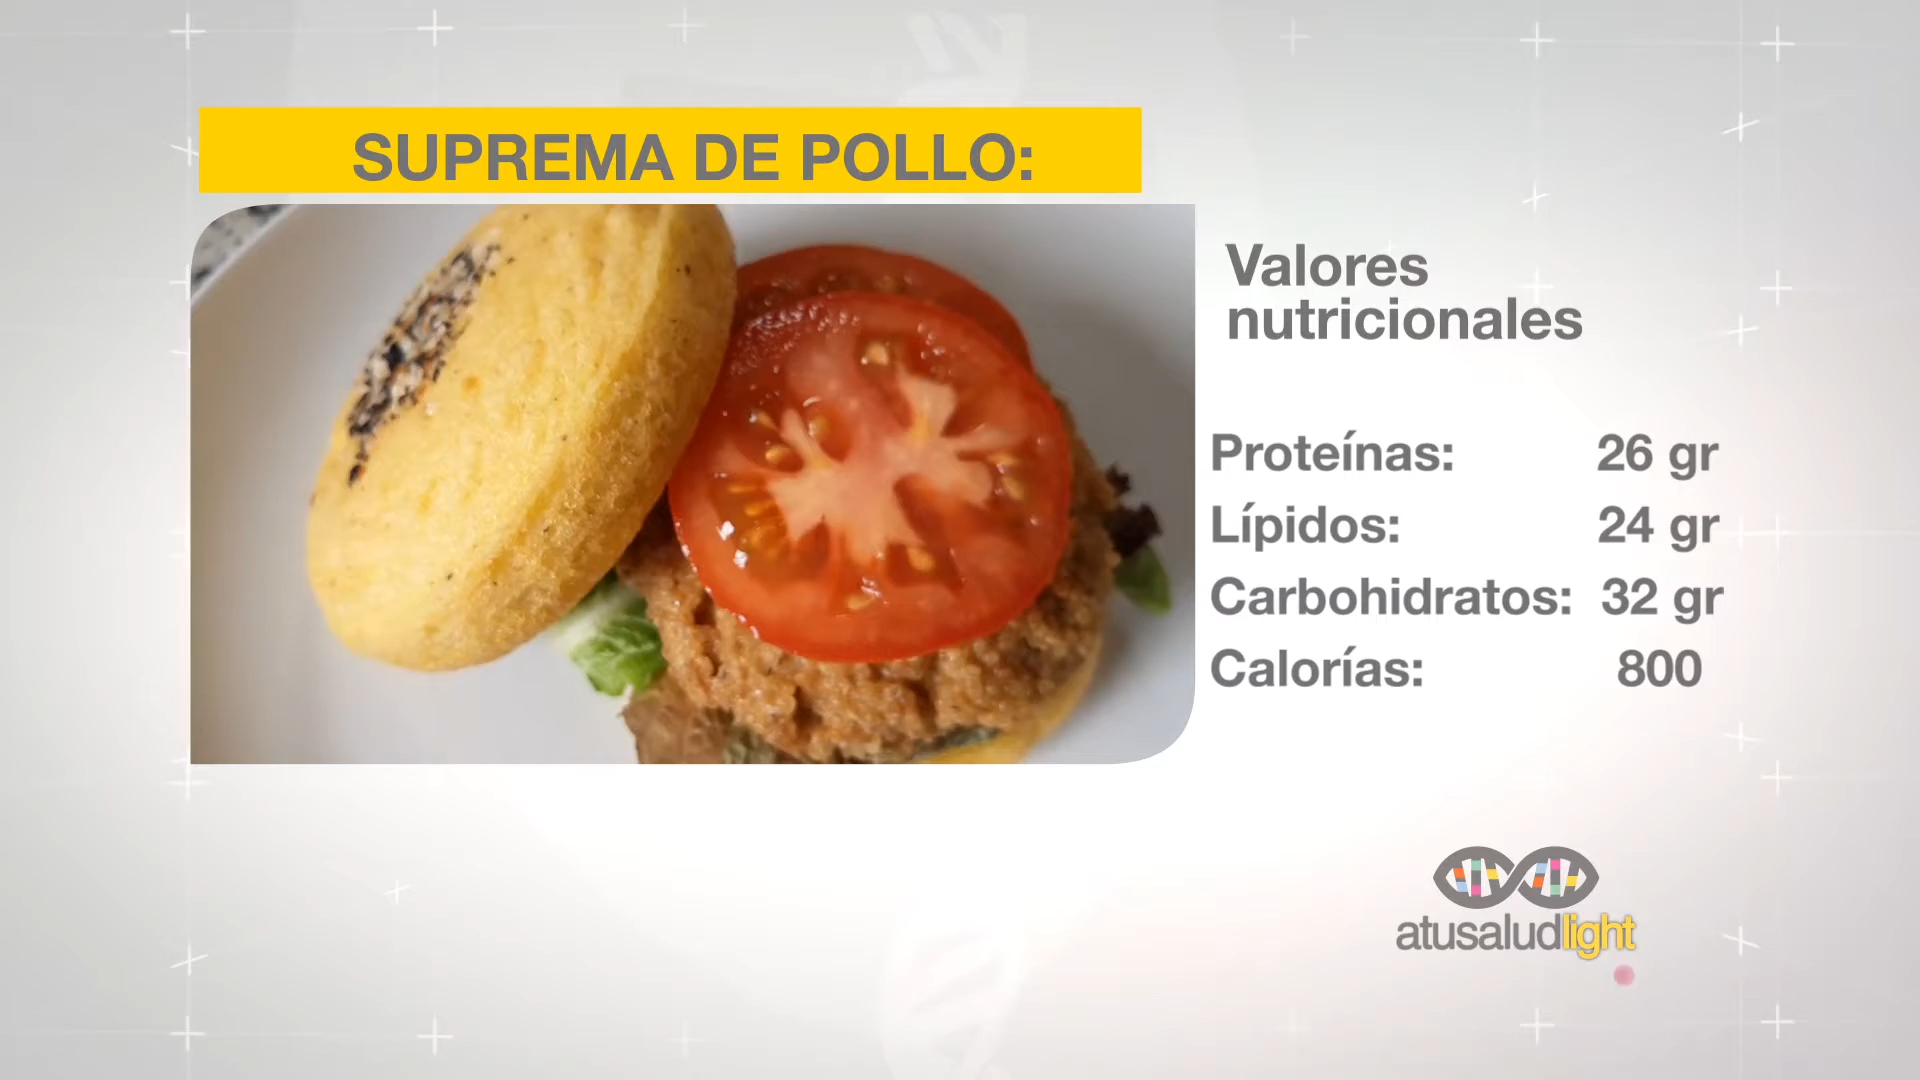 SUPREMA DE POLLO:
Valores
nutricionales
Proteínas: 26 gr
Lípidos: 24 gr
Carbohidratos: 32 gr
Calorías: 800
atusaludlight